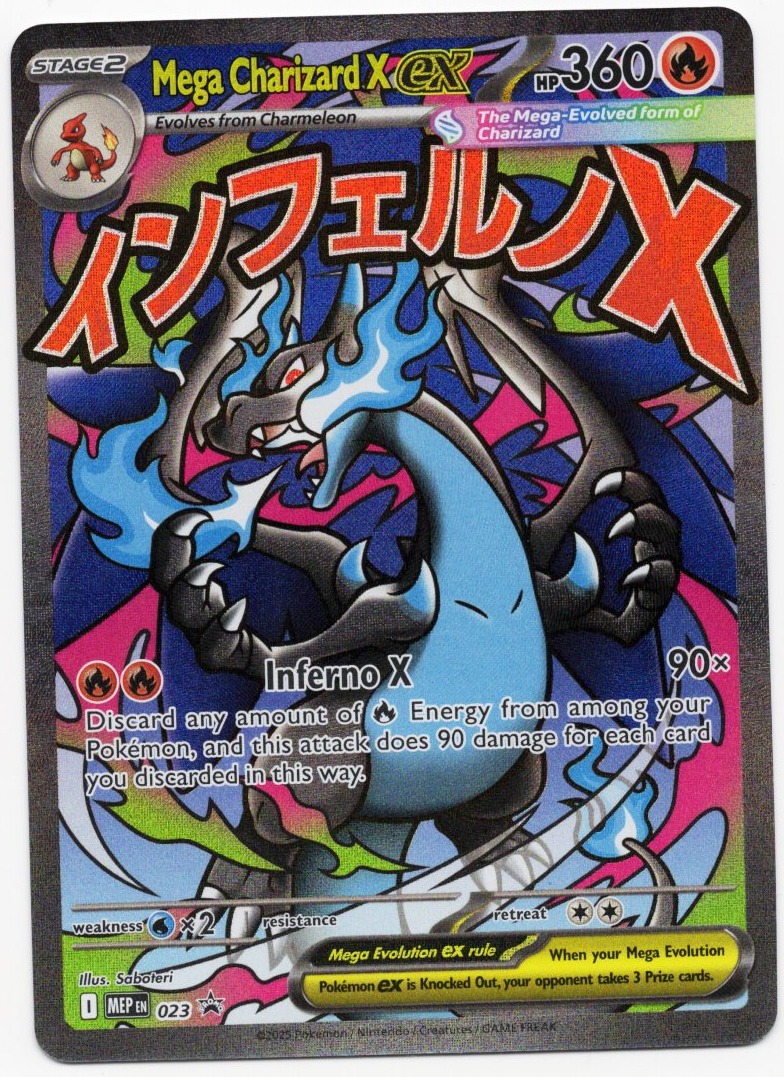 STAGE2
Mega Charizard X ex HP 360
Evolves from Charmeleon
The Mega-Evolved form of
Charizard
インフェルノX
Inferno X 90×
Discard any amount of Energy from among your
Pokémon, and this attack does 90 damage for each card
you discarded in this way.
weakness ×2 resistance retreat
Mega Evolution ex rule When your Mega Evolution
Pokémon ex is Knocked Out, your opponent takes 3 Prize cards.
Illus. Saboteri
I MEP EN 023
©2025 Pokémon / Nintendo / Creatures / GAME FREAK